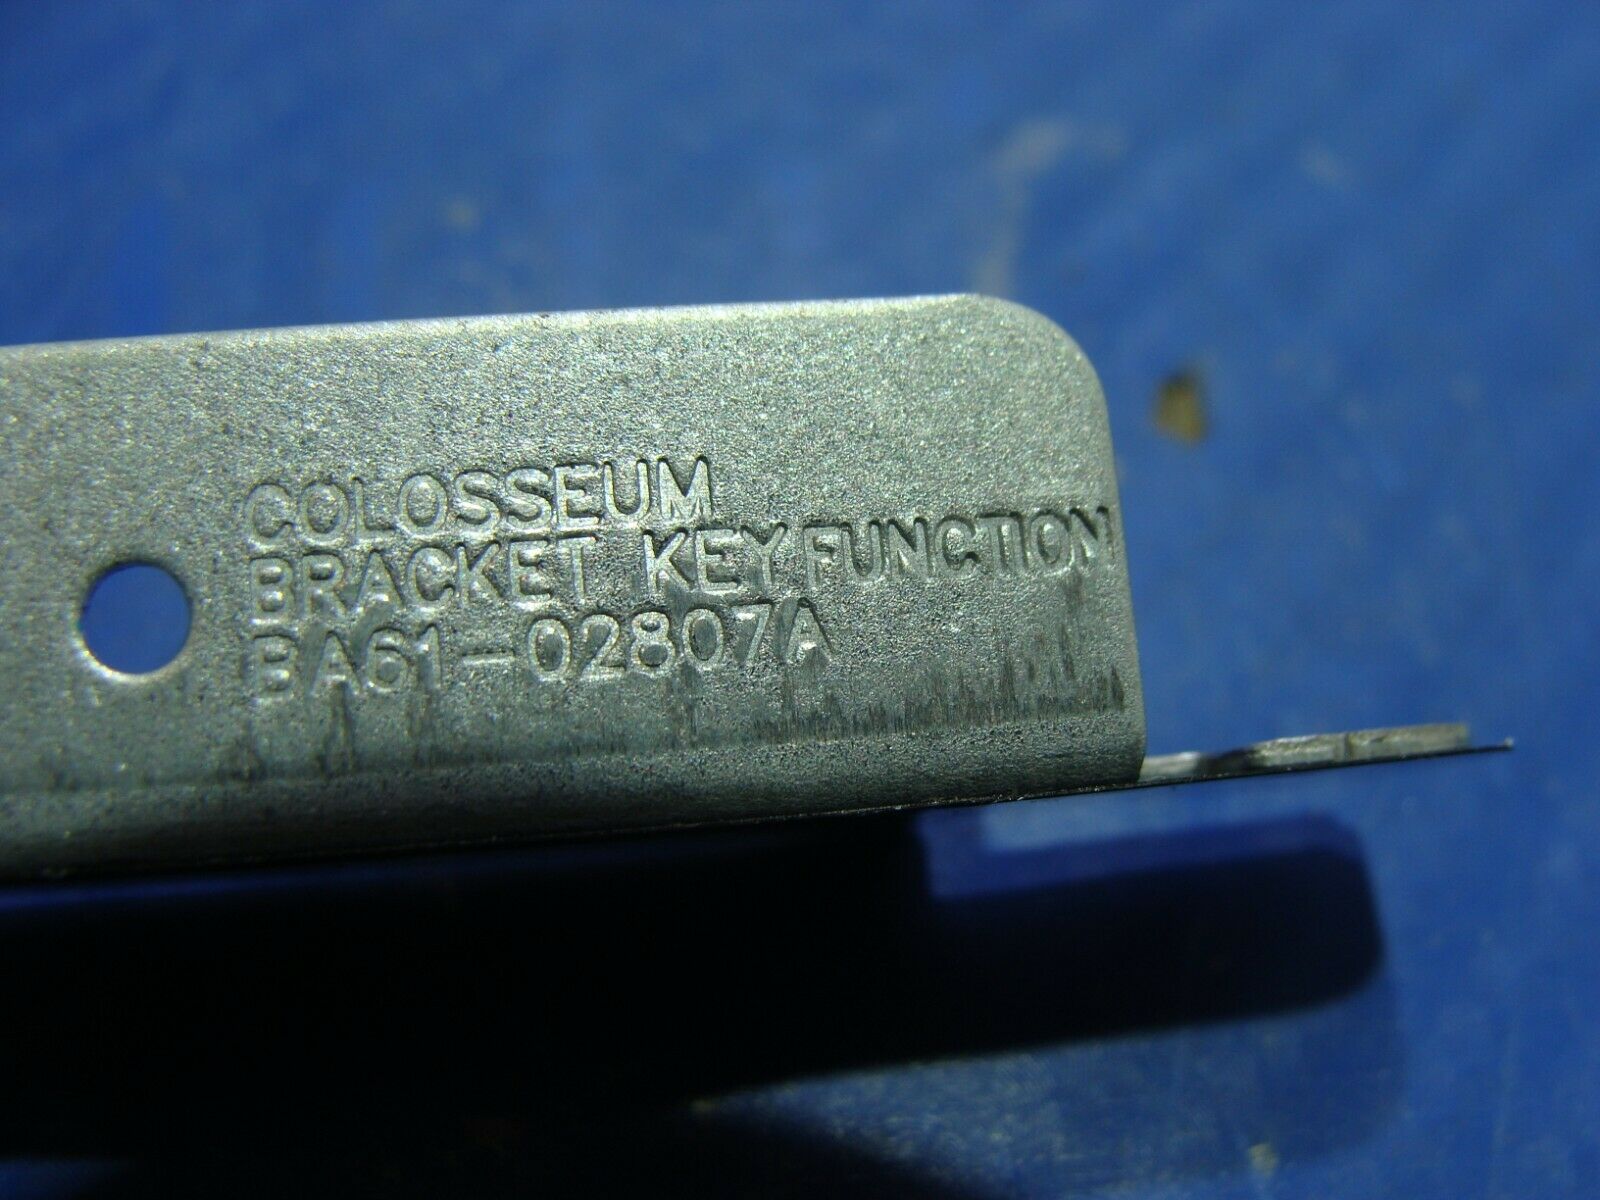 COLOSSEUM
BRACKET KEY FUNCTION
BA61-02807A